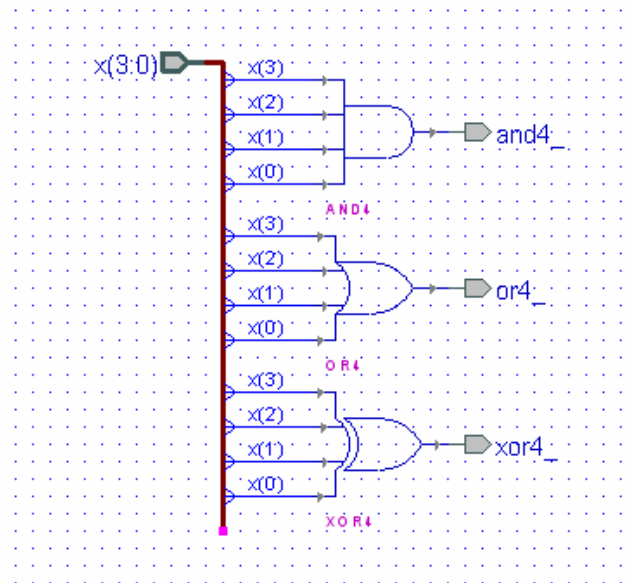 x(3:0)
x(3)
x(2)
x(1)
x(0)
and4_
AND4
x(3)
x(2)
x(1)
x(0)
or4_
OR4
x(3)
x(2)
x(1)
x(0)
xor4_
XOR4